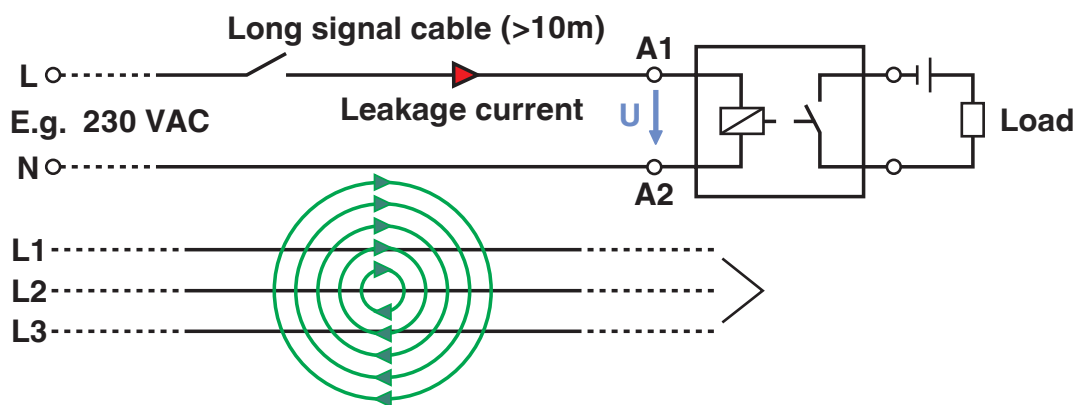 Long signal cable (>10m)
L
A1
Leakage current
U
E.g. 230 VAC
Load
N
A2
L1
L2
L3